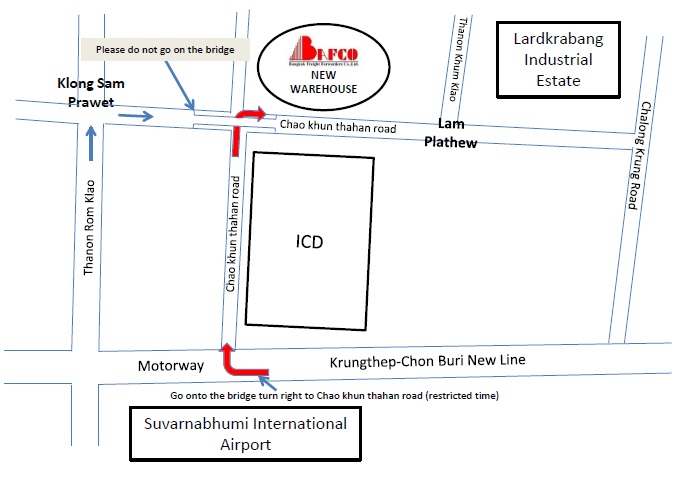 Please do not go on the bridge
BAFCO
Bangkok Freight Forwarders Co.,Ltd.
NEW
WAREHOUSE
Thanon Khum Klao
Lardkrabang
Industrial
Estate
Klong Sam
Prawet
Chao khun thahan road
Lam
Plathew
Chalong Krung Road
Thanon Rom Klao
Chao khun thahan road
ICD
Motorway
Krungthep-Chon Buri New Line
Go onto the bridge turn right to Chao khun thahan road (restricted time)
Suvarnabhumi International
Airport